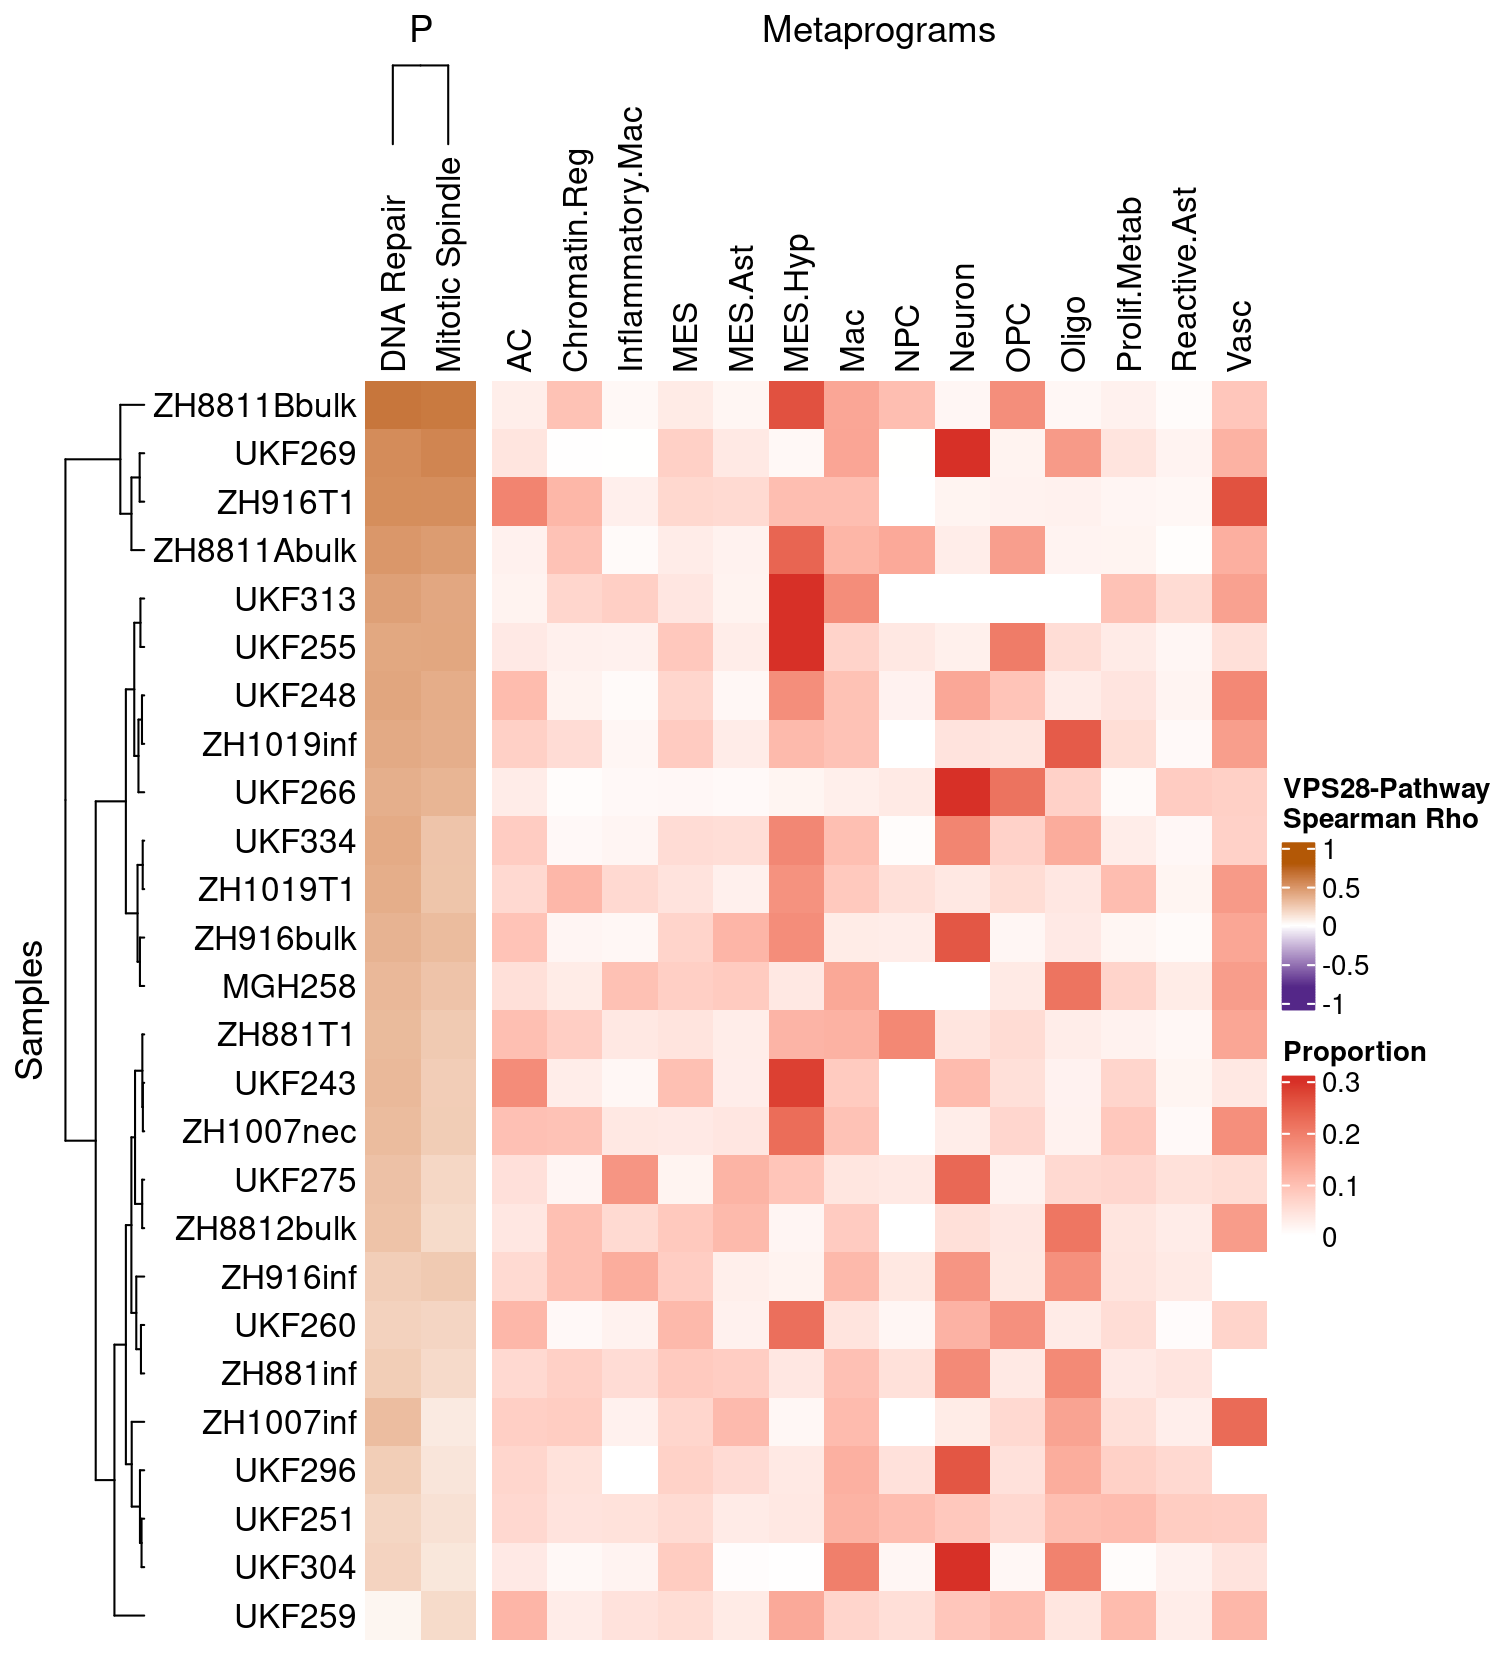 P
Metaprograms
DNA Repair
Mitotic Spindle
AC
Chromatin.Reg
Inflammatory.Mac
MES
MES.Ast
MES.Hyp
Mac
NPC
Neuron
OPC
Oligo
Prolif.Metab
Reactive.Ast
Vasc
Samples
ZH8811Bbulk
UKF269
ZH916T1
ZH8811Abulk
UKF313
UKF255
UKF248
ZH1019inf
UKF266
UKF334
ZH1019T1
ZH916bulk
MGH258
ZH881T1
UKF243
ZH1007nec
UKF275
ZH8812bulk
ZH916inf
UKF260
ZH881inf
ZH1007inf
UKF296
UKF251
UKF304
UKF259
VPS28-Pathway
Spearman Rho
1
0.5
0
-0.5
-1
Proportion
0.3
0.2
0.1
0